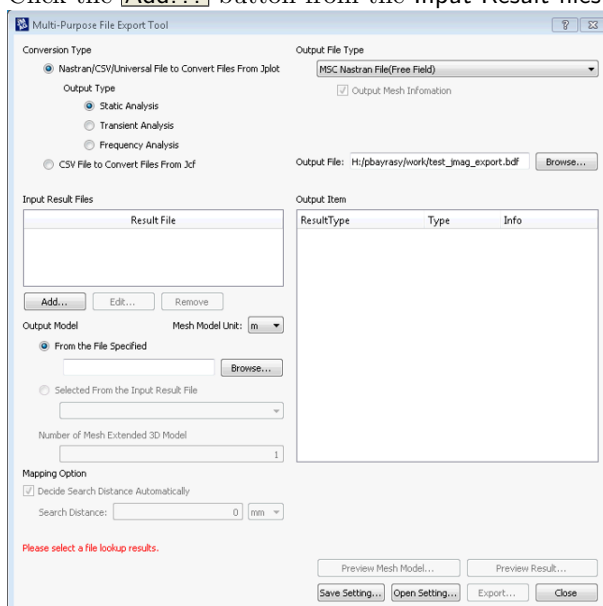 Click the Add... button from the Input Result files
Multi-Purpose File Export Tool
Conversion Type
Nastran/CSV/Universal File to Convert Files From Jplot
Output Type
Static Analysis
Transient Analysis
Frequency Analysis
CSV File to Convert Files From Jcf
Output File Type
MSC Nastran File(Free Field)
Output Mesh Infomation
Output File: H:/pbayrasy/work/test_jmag_export.bdf Browse...
Input Result Files
Result File
Add... Edit... Remove
Output Model Mesh Model Unit: m
From the File Specified
Browse...
Selected From the Input Result File
Number of Mesh Extended 3D Model
1
Mapping Option
Decide Search Distance Automatically
Search Distance: 0 mm
Please select a file lookup results.
Output Item
ResultType Type Info
Preview Mesh Model... Preview Result...
Save Setting... Open Setting... Export... Close